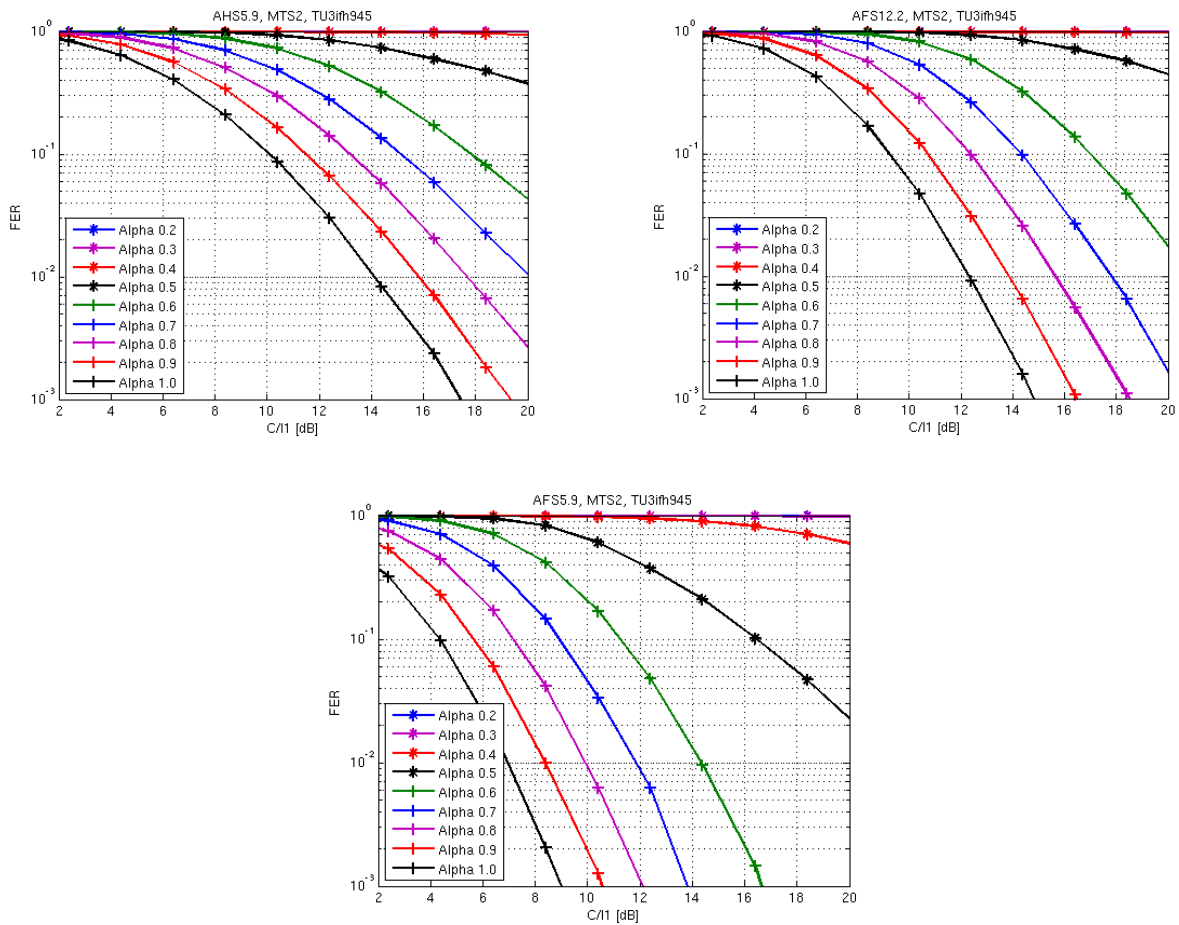 AHS5.9, MTS2, TU3ifh945
10^0
10^-1
10^-2
10^-3
FER
Alpha 0.2
Alpha 0.3
Alpha 0.4
Alpha 0.5
Alpha 0.6
Alpha 0.7
Alpha 0.8
Alpha 0.9
Alpha 1.0
2 4 6 8 10 12 14 16 18 20
C/I1 [dB]
AFS12.2, MTS2, TU3ifh945
10^0
10^-1
10^-2
10^-3
FER
Alpha 0.2
Alpha 0.3
Alpha 0.4
Alpha 0.5
Alpha 0.6
Alpha 0.7
Alpha 0.8
Alpha 0.9
Alpha 1.0
2 4 6 8 10 12 14 16 18 20
C/I1 [dB]
AFS5.9, MTS2, TU3ifh945
10^0
10^-1
10^-2
10^-3
FER
Alpha 0.2
Alpha 0.3
Alpha 0.4
Alpha 0.5
Alpha 0.6
Alpha 0.7
Alpha 0.8
Alpha 0.9
Alpha 1.0
2 4 6 8 10 12 14 16 18 20
C/I1 [dB]